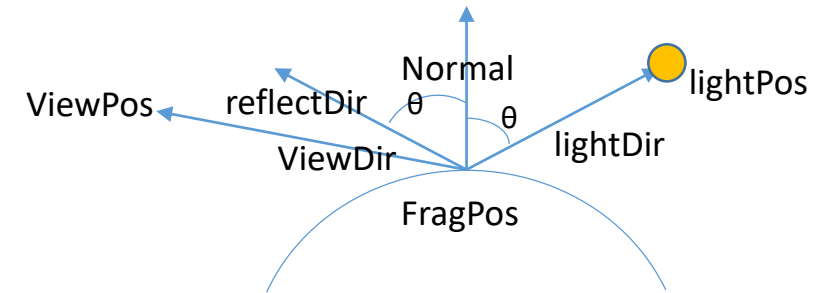 Normal
lightPos
ViewPos
reflectDir
θ
θ
lightDir
ViewDir
FragPos